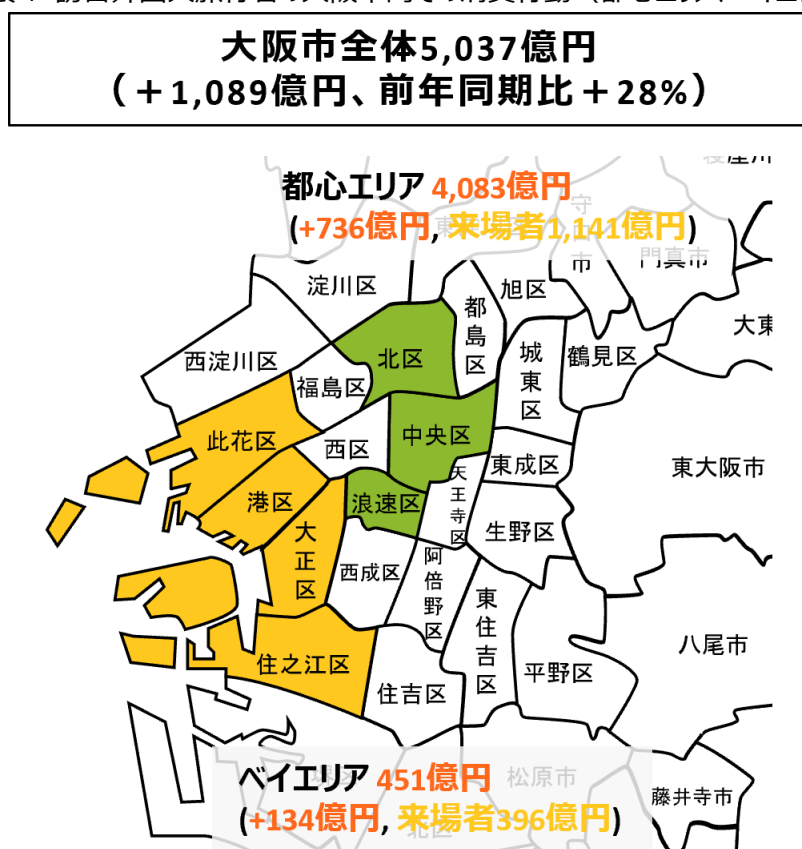 大阪市全体5,037億円
(＋1,089億円、前年同期比＋28%)
都心エリア 4,083億円
(+736億円, 来場者1,141億円)
守
市
門真市
淀川区
旭区
都島区
大東
西淀川区
北区
城東区
鶴見区
福島区
此花区
西区
中央区
東成区
東大阪市
港区
浪速区
天王寺区
生野区
大正区
西成区
阿倍野区
東住吉区
住之江区
平野区
八尾市
住吉区
ベイエリア 451億円
(+134億円, 来場者396億円)
松原市
藤井寺市
北区